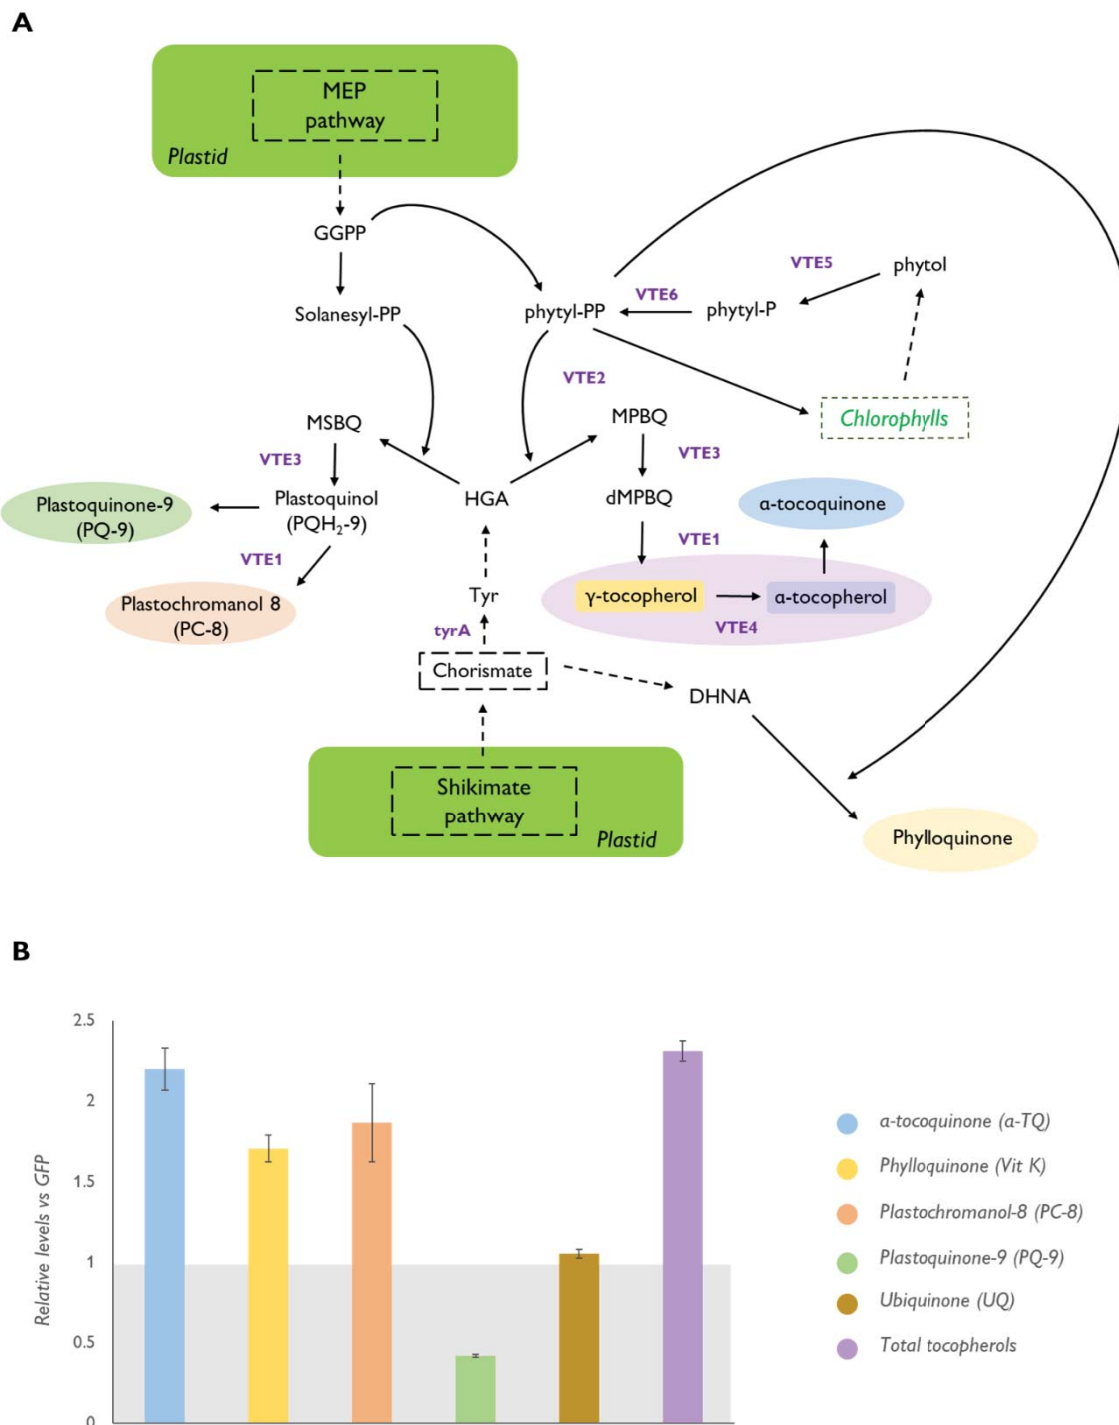 A
MEP
pathway
Plastid
GGPP
VTE5
phytol
VTE6
Solanesyl-PP
phytyl-PP
phytyl-P
VTE2
MSBQ
MPBQ
Chlorophylls
VTE3
VTE3
Plastoquinone-9
(PQ-9)
Plastoquinol
(PQH₂-9)
HGA
dMPBQ
α-tocoquinone
VTE1
VTE1
Plastochromanol 8
(PC-8)
Tyr
γ-tocopherol
α-tocopherol
tyrA
VTE4
Chorismate
DHNA
Shikimate
pathway
Plastid
Phylloquinone
B
Relative levels vs GFP
2.5
2
1.5
1
0.5
0
α-tocoquinone (α-TQ)
Phylloquinone (Vit K)
Plastochromanol-8 (PC-8)
Plastoquinone-9 (PQ-9)
Ubiquinone (UQ)
Total tocopherols